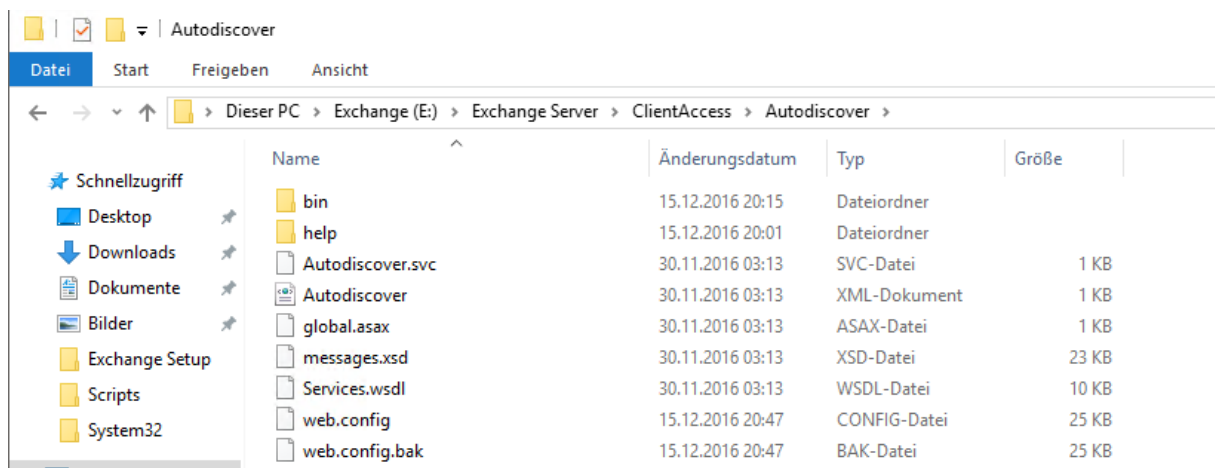 Autodiscover
Datei Start Freigeben Ansicht
Dieser PC Exchange (E:) Exchange Server ClientAccess Autodiscover
Name Änderungsdatum Typ Größe
Schnellzugriff
Desktop
Downloads
Dokumente
Bilder
Exchange Setup
Scripts
System32
bin 15.12.2016 20:15 Dateiordner
help 15.12.2016 20:01 Dateiordner
Autodiscover.svc 30.11.2016 03:13 SVC-Datei 1 KB
Autodiscover 30.11.2016 03:13 XML-Dokument 1 KB
global.asax 30.11.2016 03:13 ASAX-Datei 1 KB
messages.xsd 30.11.2016 03:13 XSD-Datei 23 KB
Services.wsdl 30.11.2016 03:13 WSDL-Datei 10 KB
web.config 15.12.2016 20:47 CONFIG-Datei 25 KB
web.config.bak 15.12.2016 20:47 BAK-Datei 25 KB